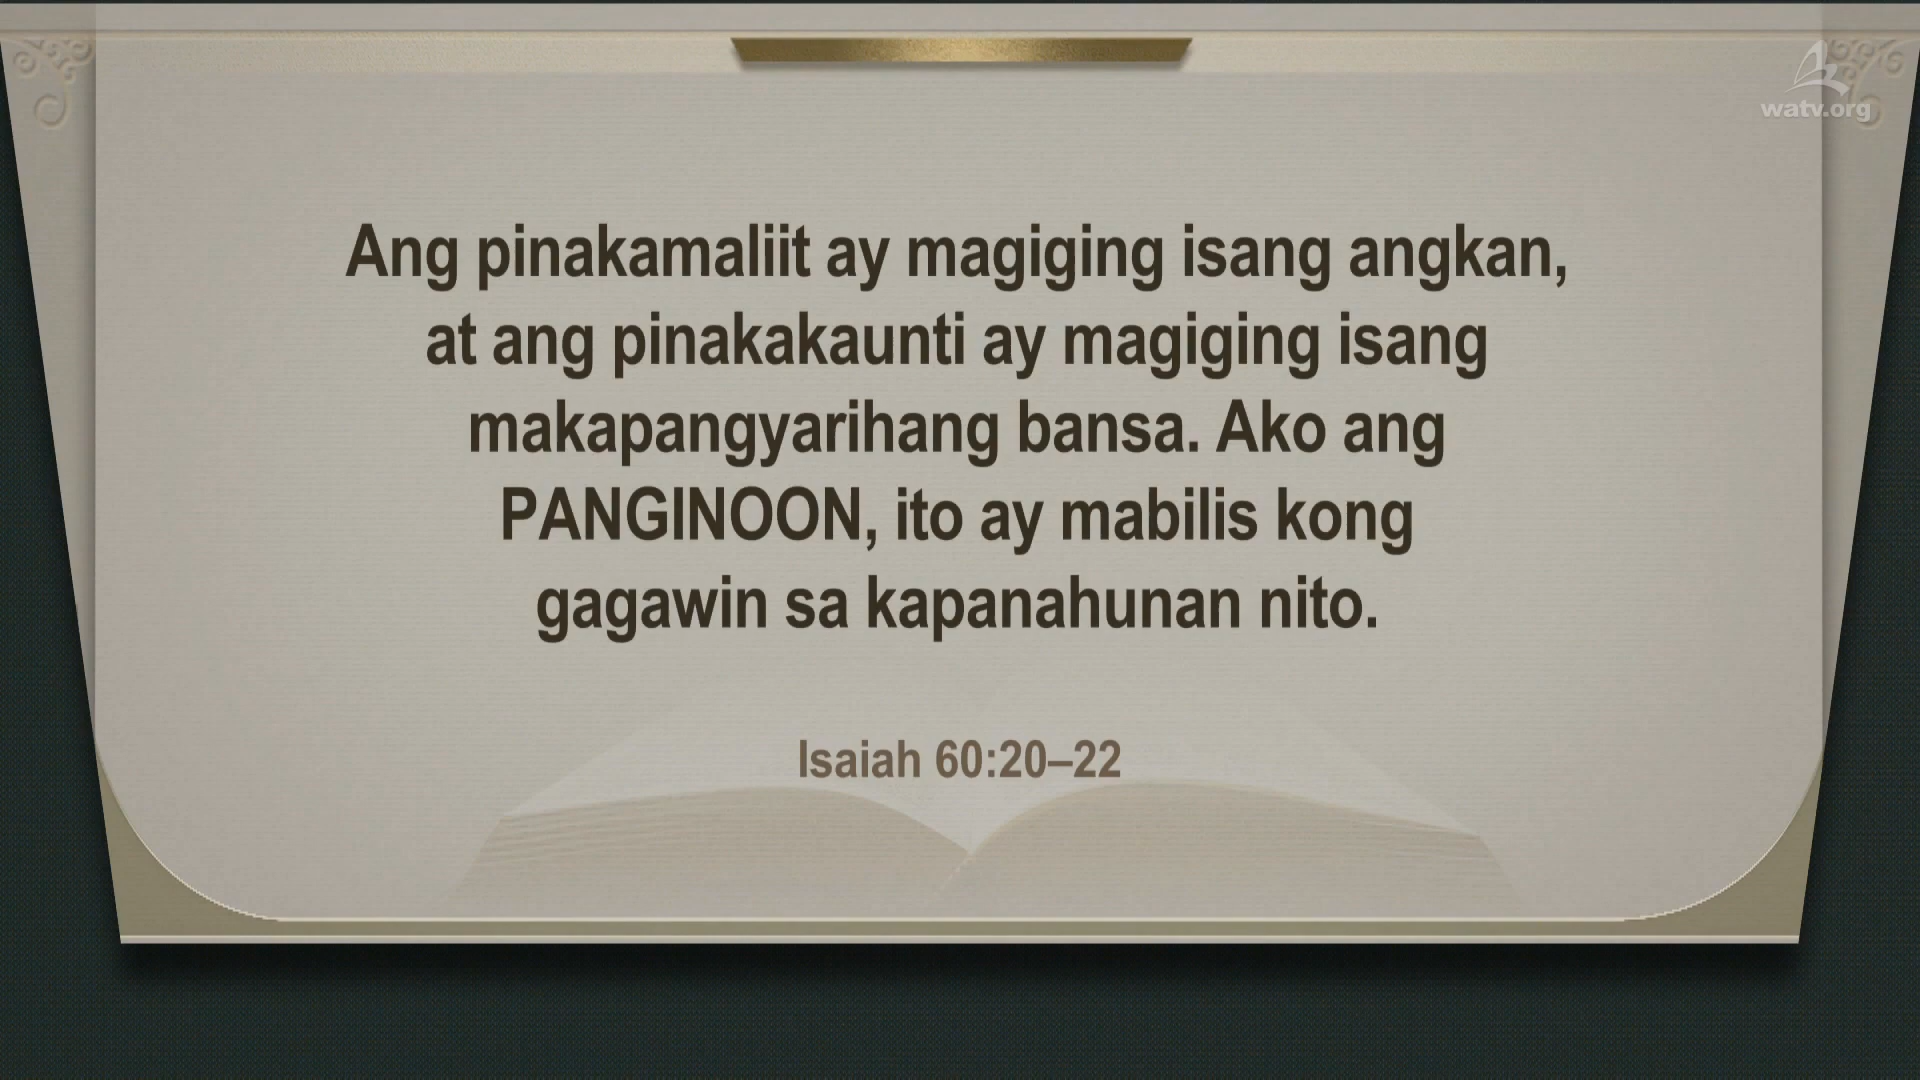 watv.org
Ang pinakamaliit ay magiging isang angkan,
at ang pinakakaunti ay magiging isang
makapangyarihang bansa. Ako ang
PANGINOON, ito ay mabilis kong
gagawin sa kapanahunan nito.
Isaiah 60:20–22